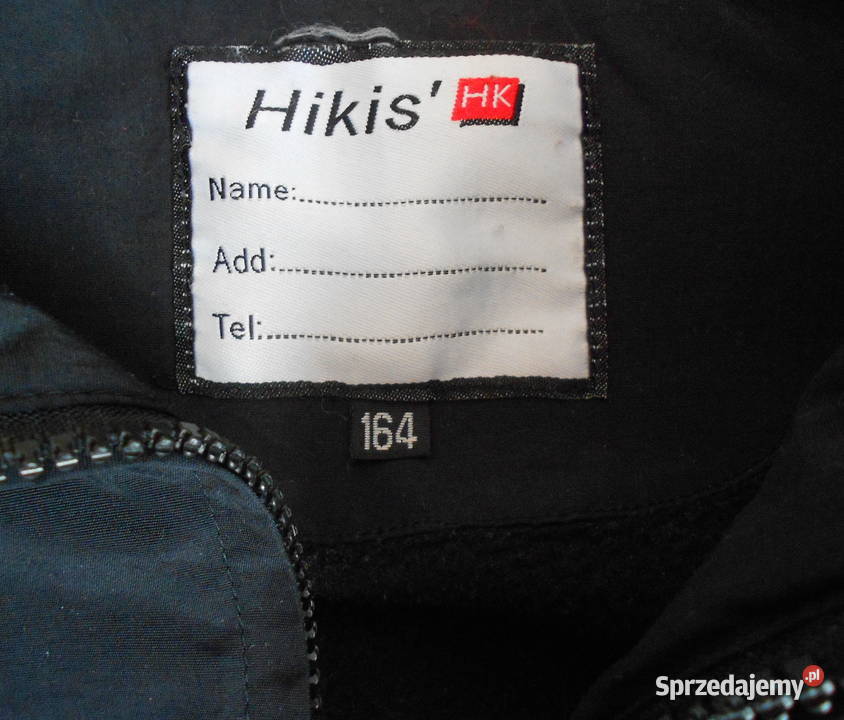 Hikis' HK
Name:
Add:
Tel:
164
Sprzedajemy.pl